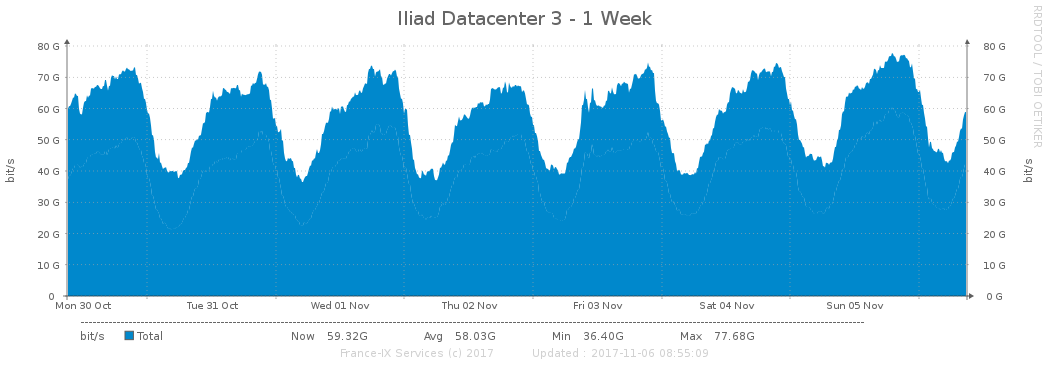 Iliad Datacenter 3 - 1 Week
RRDTOOL / TOBI OETIKER
80 G 80 G
70 G 70 G
60 G 60 G
50 G 50 G
40 G 40 G
30 G 30 G
20 G 20 G
10 G 10 G
0 0 G
bit/s bit/s
Mon 30 Oct Tue 31 Oct Wed 01 Nov Thu 02 Nov Fri 03 Nov Sat 04 Nov Sun 05 Nov
bit/s Total Now 59.32G Avg 58.03G Min 36.40G Max 77.68G
France-IX Services (c) 2017 Updated : 2017-11-06 08:55:09